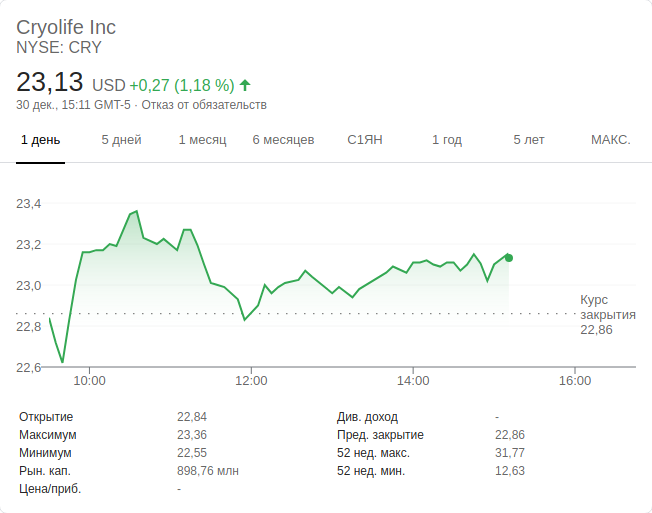 Cryolife Inc
NYSE: CRY
23,13 USD +0,27 (1,18 %)
30 дек., 15:11 GMT-5 · Отказ от обязательств
1 день 5 дней 1 месяц 6 месяцев С1ЯН 1 год 5 лет МАКС.
23,4
23,2
23,0
22,8
22,6
Курс
закрытия
22,86
10:00 12:00 14:00 16:00
Открытие 22,84 Див. доход -
Максимум 23,36 Пред. закрытие 22,86
Минимум 22,55 52 нед. макс. 31,77
Рын. кап. 898,76 млн 52 нед. мин. 12,63
Цена/приб. -